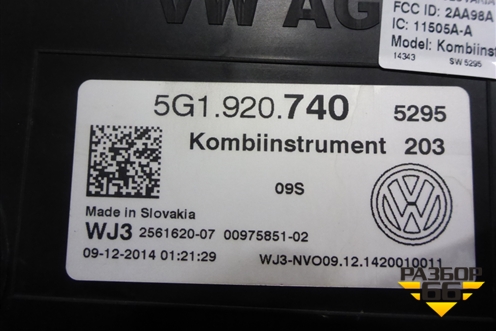 VW AG
FCC ID: 2AA98A
IC: 11505A-A
Model: Kombiinst
14343 SW 5295
5G1.920.740 5295
Kombiinstrument 203
09S
Made in Slovakia
WJ3 2561620-07 00975851-02
09-12-2014 01:21:29 WJ3-NVO09.12.1420010011
РАЗБОР
66